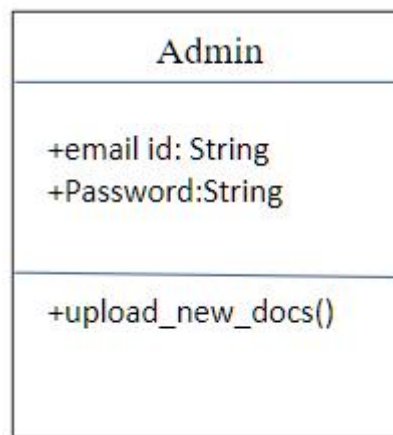 Admin
+email id: String
+Password:String
+upload_new_docs()